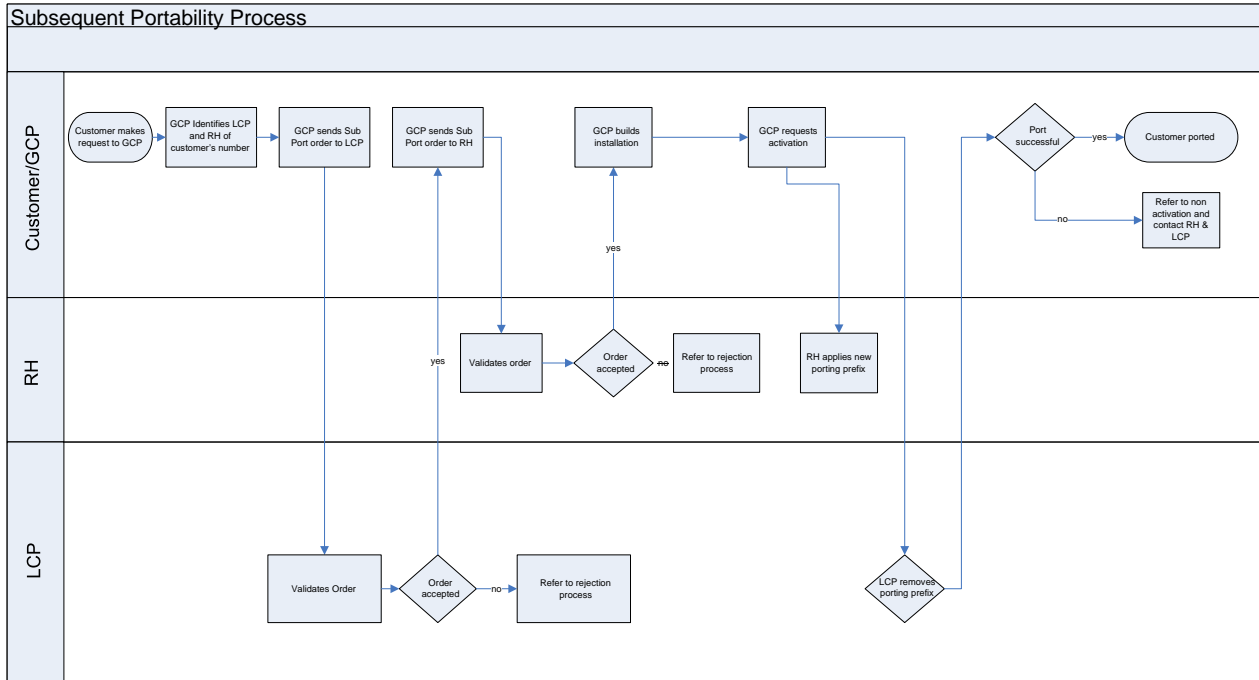 Subsequent Portability Process
Customer/GCP
Customer makes
request to GCP
GCP Identifies LCP
and RH of
customer's number
GCP sends Sub
Port order to LCP
GCP sends Sub
Port order to RH
GCP builds
installation
GCP requests
activation
Port
successful
yes
Customer ported
no
Refer to non
activation and
contact RH &
LCP
yes
RH
yes
Validates order
Order
accepted
no
Refer to rejection
process
RH applies new
porting prefix
LCP
Validates Order
Order
accepted
no
Refer to rejection
process
LCP removes
porting prefix